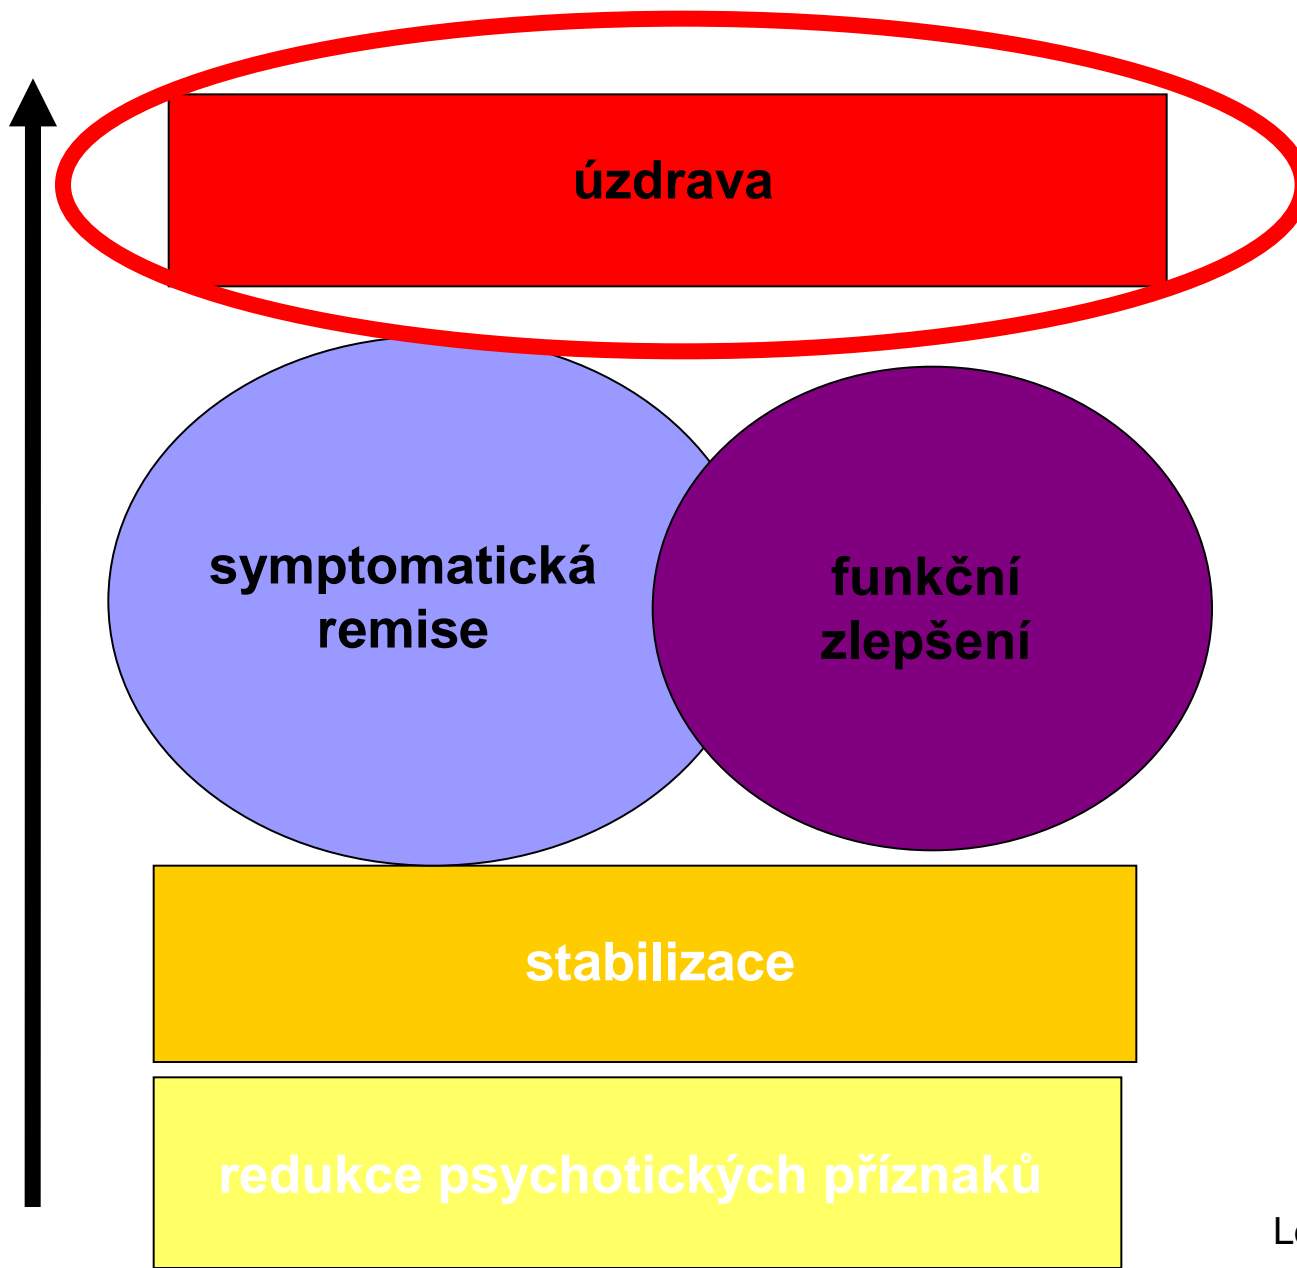 úzdrava
symptomatická
remise
funkční
zlepšení
stabilizace
redukce psychotických příznaků